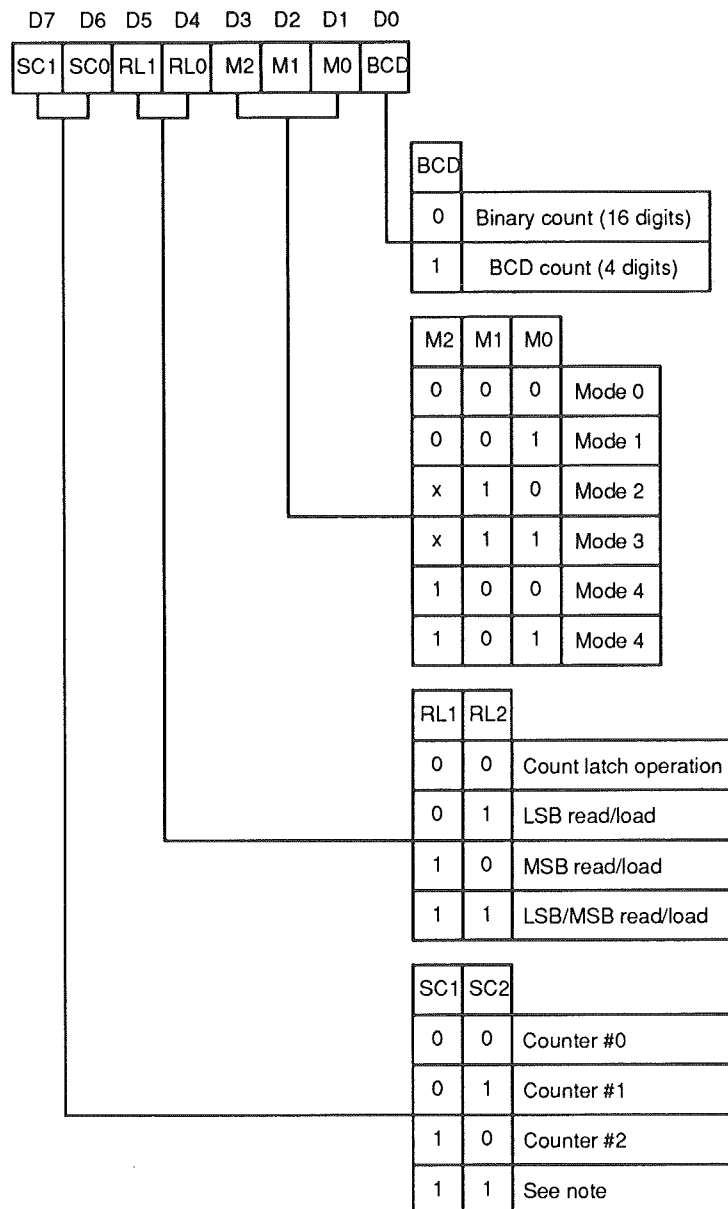 D7 D6 D5 D4 D3 D2 D1 D0
SC1 SC0 RL1 RL0 M2 M1 M0 BCD
BCD
0 Binary count (16 digits)
1 BCD count (4 digits)
M2 M1 M0
0 0 0 Mode 0
0 0 1 Mode 1
x 1 0 Mode 2
x 1 1 Mode 3
1 0 0 Mode 4
1 0 1 Mode 4
RL1 RL2
0 0 Count latch operation
0 1 LSB read/load
1 0 MSB read/load
1 1 LSB/MSB read/load
SC1 SC2
0 0 Counter #0
0 1 Counter #1
1 0 Counter #2
1 1 See note